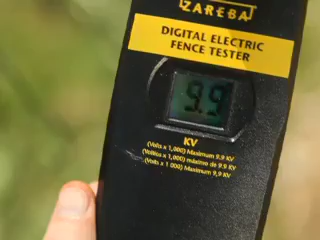 ZAREBA
DIGITAL ELECTRIC
FENCE TESTER
9.9
KV
(Volts x 1,000) Maximum 9.9 KV
(Voltios x 1,000) máximo de 9.9 KV
(Volts x 1 000) Maximum 9,9 KV